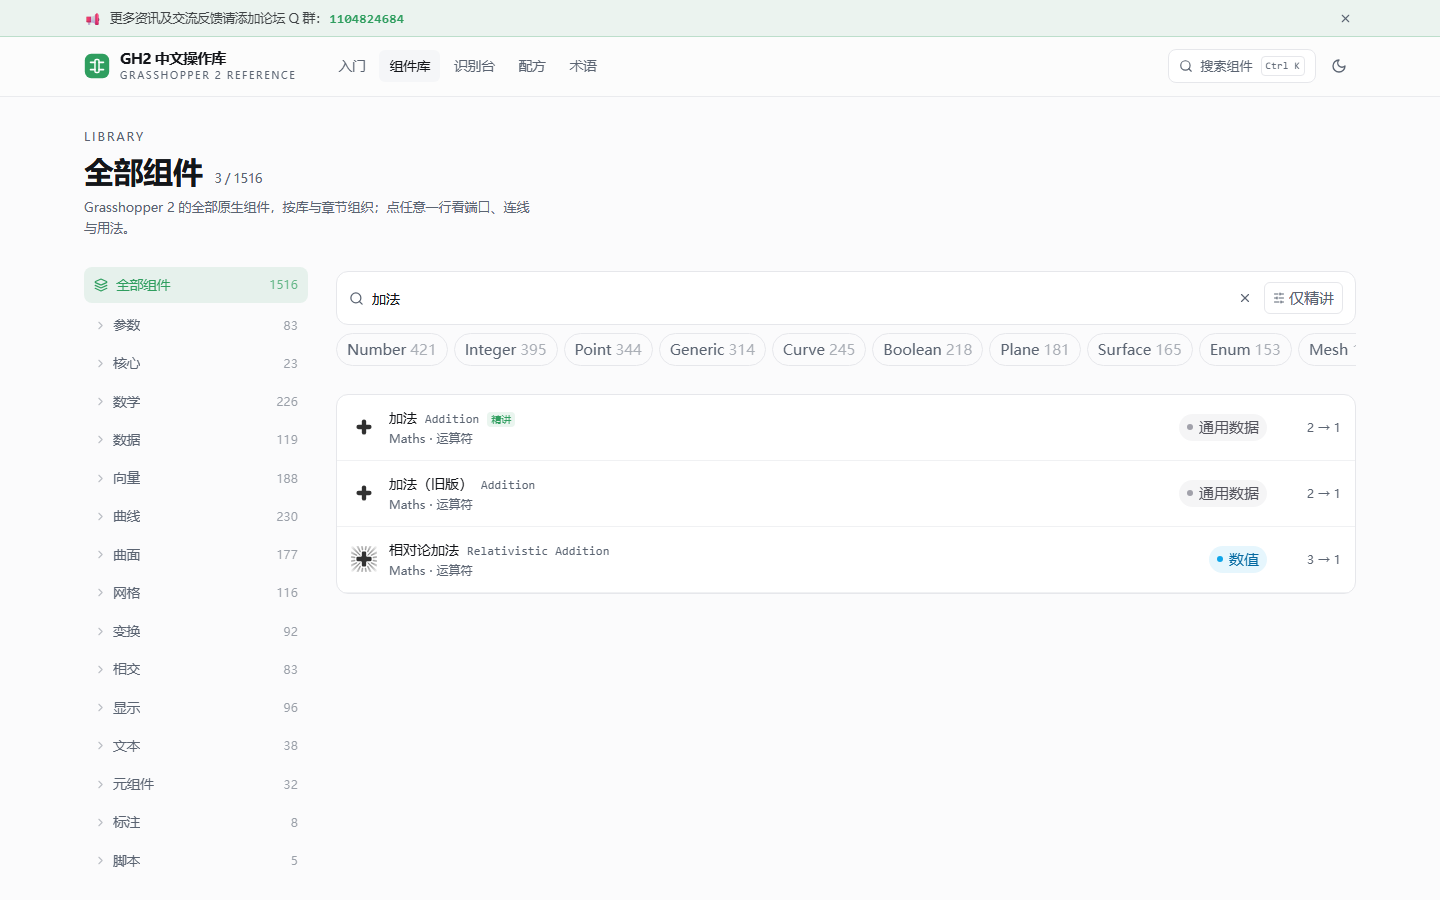 更多资讯及交流反馈请添加论坛 Q 群： 1104824684
GH2 中文操作库
GRASSHOPPER 2 REFERENCE
入门
组件库
识别台
配方
术语
搜索组件 Ctrl K
LIBRARY
全部组件 3 / 1516
Grasshopper 2 的全部原生组件，按库与章节组织；点任意一行看端口、连线
与用法。
全部组件 1516
参数 83
核心 23
数学 226
数据 119
向量 188
曲线 230
曲面 177
网格 116
变换 92
相交 83
显示 96
文本 38
元组件 32
标注 8
脚本 5
加法
仅精讲
Number 421
Integer 395
Point 344
Generic 314
Curve 245
Boolean 218
Plane 181
Surface 165
Enum 153
Mesh
加法 Addition 精讲
Maths · 运算符
通用数据 2 → 1
加法（旧版） Addition
Maths · 运算符
通用数据 2 → 1
相对论加法 Relativistic Addition
Maths · 运算符
数值 3 → 1